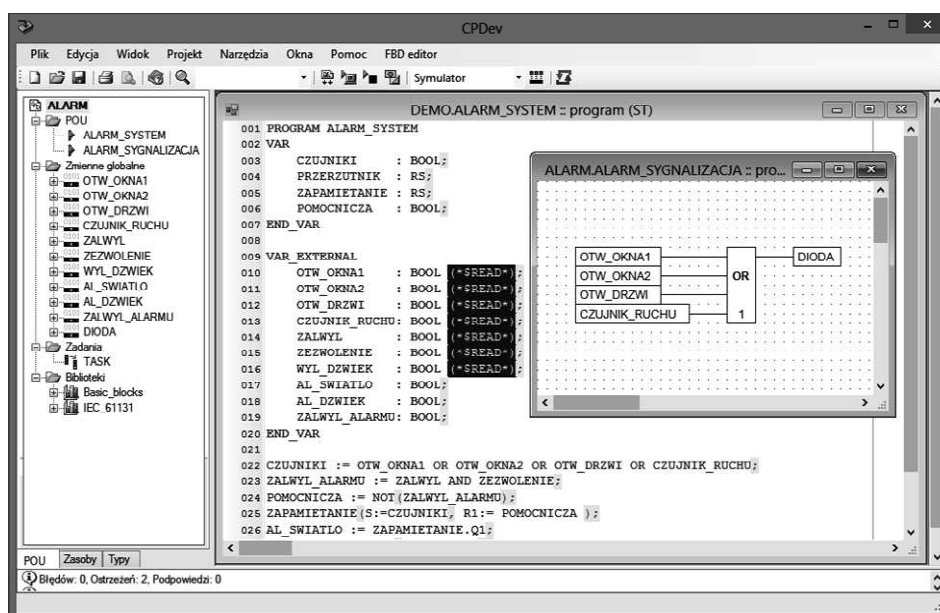 CPDev
Plik Edycja Widok Projekt Narzędzia Okna Pomoc FBD editor
Symulator
ALARM
POU
ALARM_SYSTEM
ALARM_SYGNALIZACJA
Zmienne globalne
OTW_OKNA1
OTW_OKNA2
OTW_DRZWI
CZUJNIK_RUCHU
ZALWYL
ZEZWOLENIE
WYL_DZWIEK
AL_SWIATLO
AL_DZWIEK
ZALWYL_ALARMU
DIODA
Zadania
TASK
Biblioteki
Basic_blocks
IEC_61131
POU Zasoby Typy
DEMO.ALARM_SYSTEM :: program (ST)
001 PROGRAM ALARM_SYSTEM
002 VAR
003 CZUJNIKI : BOOL;
004 PRZERZUTNIK : RS;
005 ZAPAMIETANIE : RS;
006 POMOCNICZA : BOOL;
007 END_VAR
008
009 VAR_EXTERNAL
010 OTW_OKNA1 : BOOL (*$READ*);
011 OTW_OKNA2 : BOOL (*$READ*);
012 OTW_DRZWI : BOOL (*$READ*);
013 CZUJNIK_RUCHU: BOOL (*$READ*);
014 ZALWYL : BOOL (*$READ*);
015 ZEZWOLENIE : BOOL (*$READ*);
016 WYL_DZWIEK : BOOL (*$READ*);
017 AL_SWIATLO : BOOL;
018 AL_DZWIEK : BOOL;
019 ZALWYL_ALARMU: BOOL;
020 END_VAR
021
022 CZUJNIKI := OTW_OKNA1 OR OTW_OKNA2 OR OTW_DRZWI OR CZUJNIK_RUCHU;
023 ZALWYL_ALARMU := ZALWYL AND ZEZWOLENIE;
024 POMOCNICZA := NOT(ZALWYL_ALARMU);
025 ZAPAMIETANIE(S:=CZUJNIKI, R1:= POMOCNICZA );
026 AL_SWIATLO := ZAPAMIETANIE.Q1;
ALARM.ALARM_SYGNALIZACJA :: pro...
OTW_OKNA1
OTW_OKNA2
OTW_DRZWI
CZUJNIK_RUCHU
OR
1
DIODA
Błędów: 0, Ostrzeżeń: 2, Podpowiedzi: 0